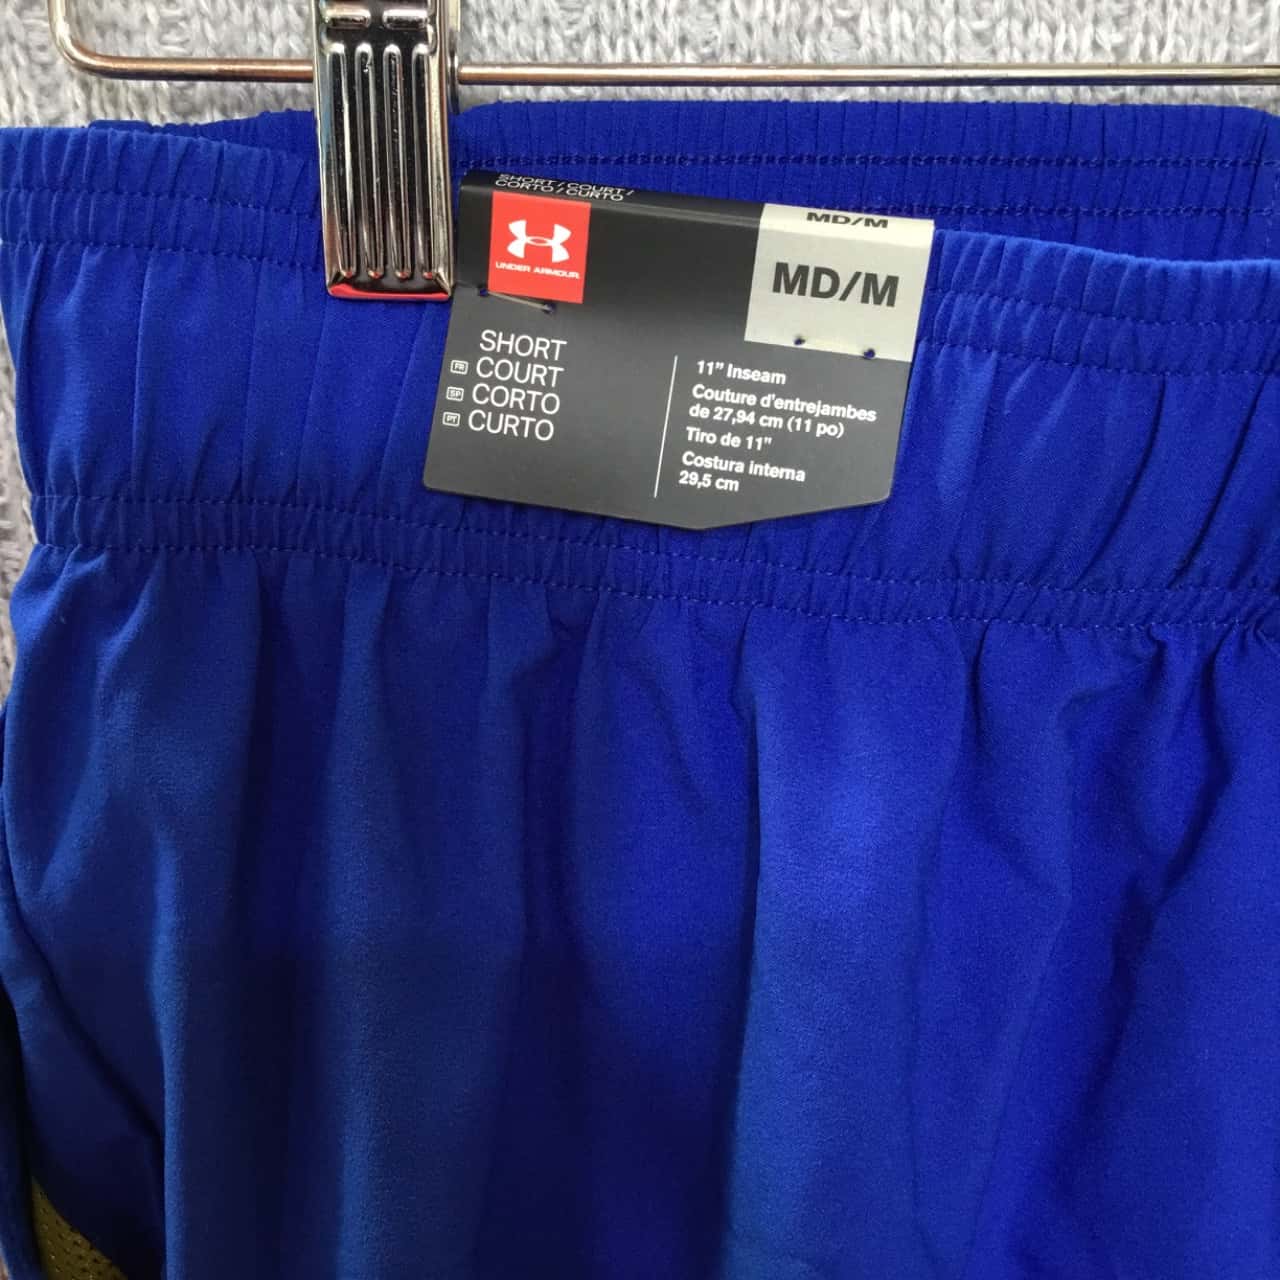 SHORT / COURT /
CORTO / CURTO
UNDER ARMOUR
MD/M
MD/M
SHORT
FR COURT
SP CORTO
PT CURTO
11" Inseam
Couture d'entrejambes
de 27,94 cm (11 po)
Tiro de 11"
Costura interna
29,5 cm